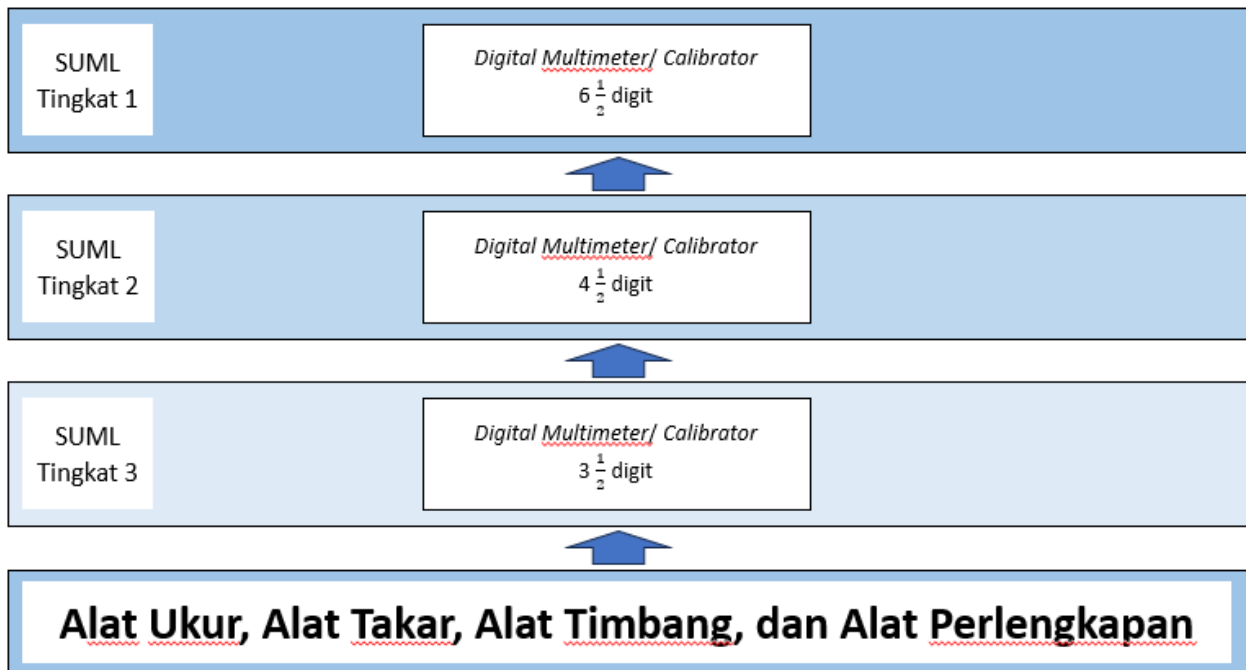 SUML
Tingkat 1
Digital Multimeter/ Calibrator
6 1/2 digit
SUML
Tingkat 2
Digital Multimeter/ Calibrator
4 1/2 digit
SUML
Tingkat 3
Digital Multimeter/ Calibrator
3 1/2 digit
Alat Ukur, Alat Takar, Alat Timbang, dan Alat Perlengkapan